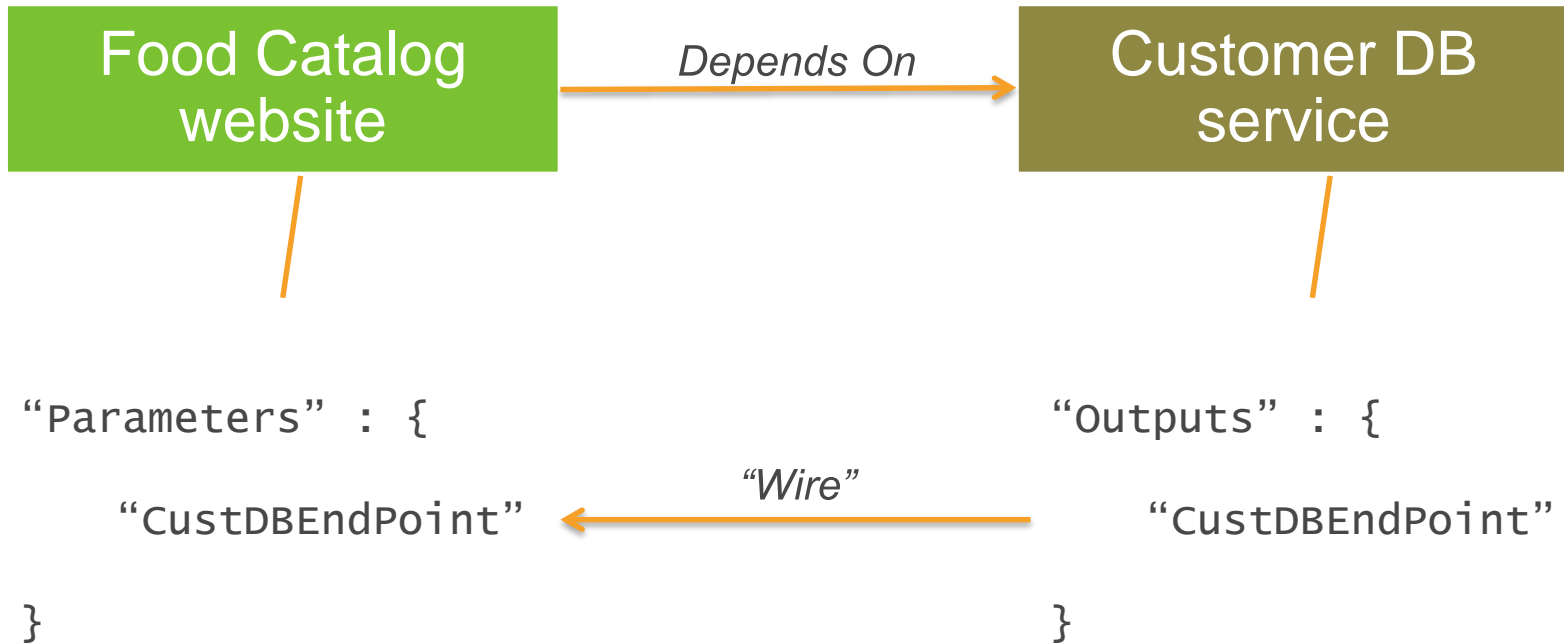 Food Catalog
website
Depends On
Customer DB
service
“Parameters” : {
“CustDBEndPoint”
}
“Wire”
“Outputs” : {
“CustDBEndPoint”
}